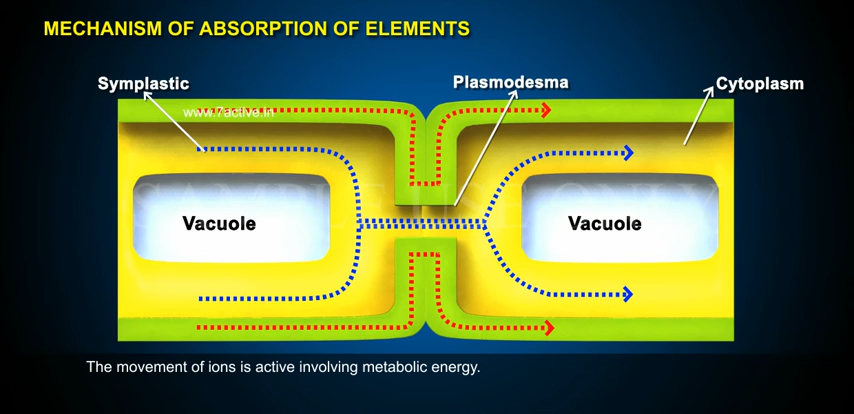 MECHANISM OF ABSORPTION OF ELEMENTS
Symplastic
Plasmodesma
Cytoplasm
www.7active.in
Vacuole
Vacuole
The movement of ions is active involving metabolic energy.